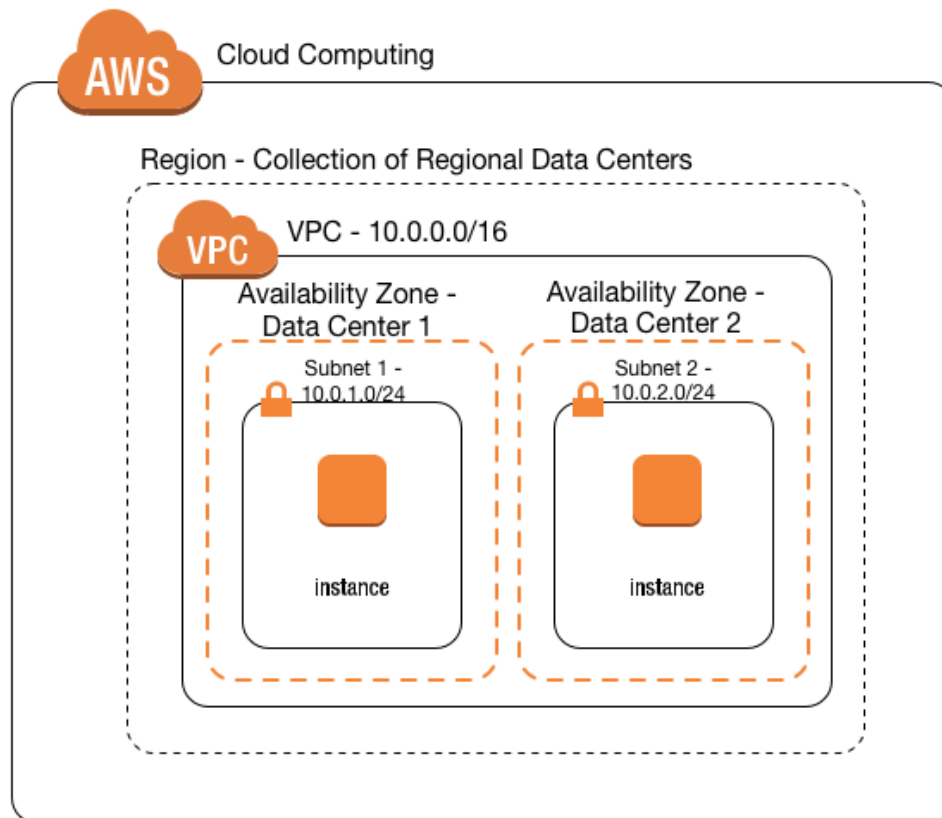 AWS
Cloud Computing
Region - Collection of Regional Data Centers
VPC
VPC - 10.0.0.0/16
Availability Zone -
Data Center 1
Subnet 1 -
10.0.1.0/24
instance
Availability Zone -
Data Center 2
Subnet 2 -
10.0.2.0/24
instance